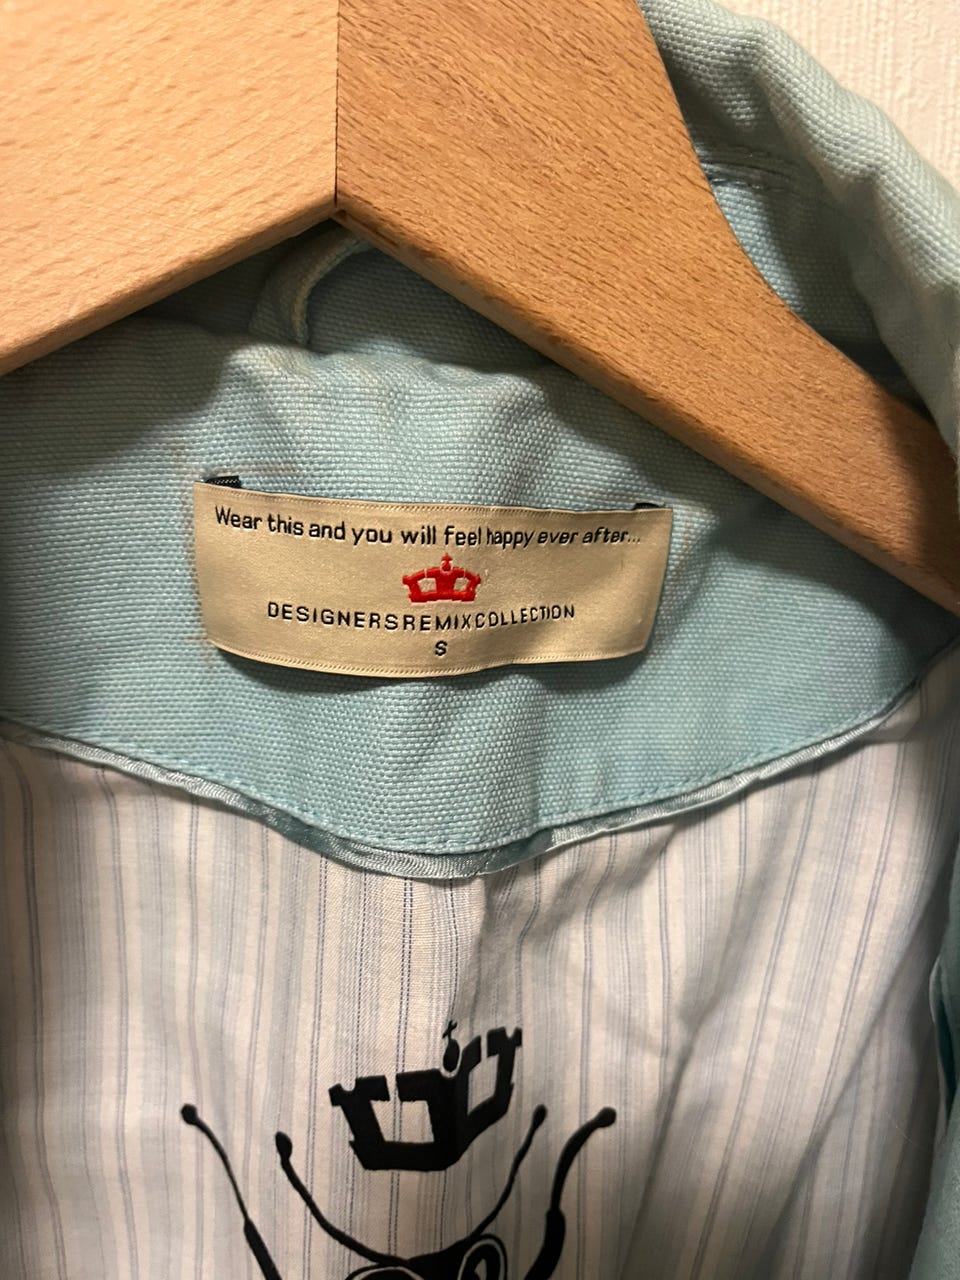 Wear this and you will feel happy ever after...
DESIGNERSREMIXCOLLECTION
S